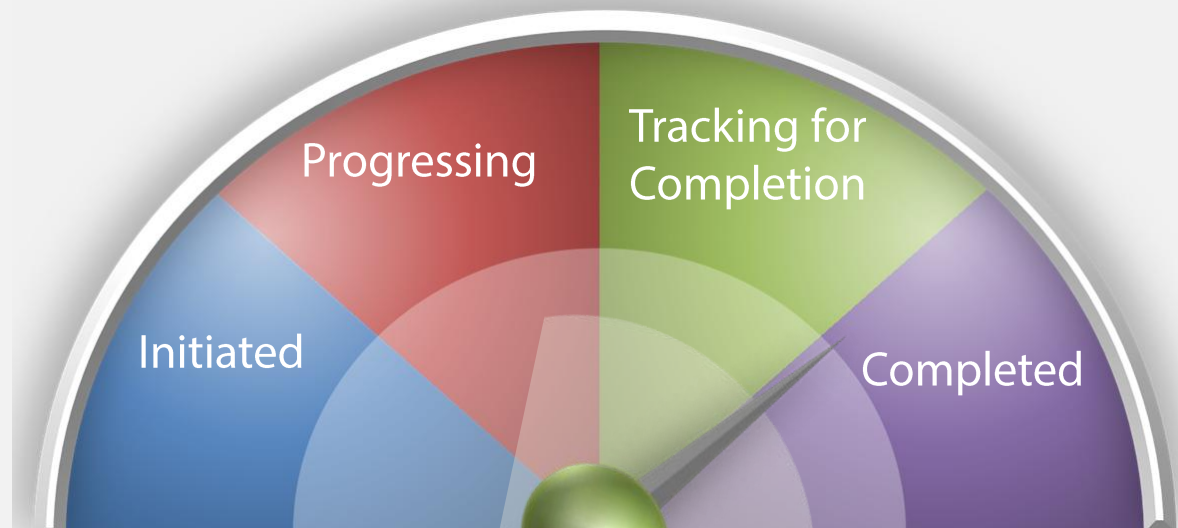 Initiated
Progressing
Tracking for
Completion
Completed